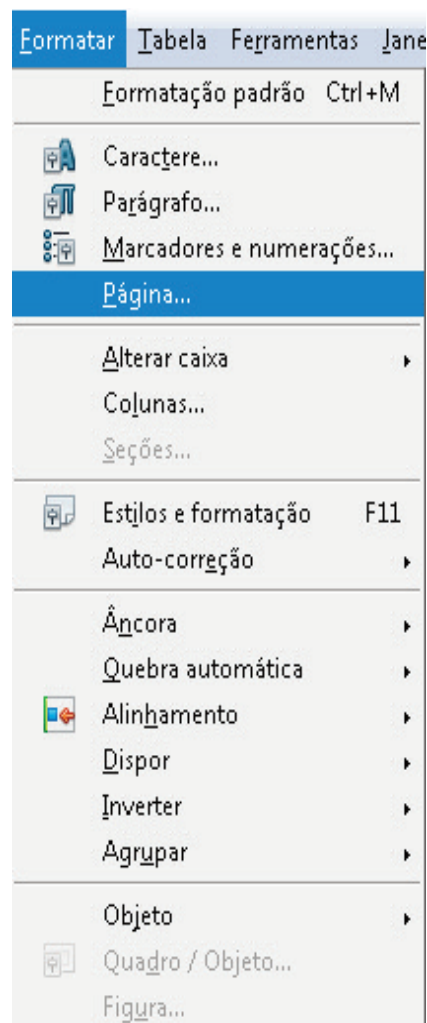 Formatar Tabela Ferramentas Jane
Formatação padrão Ctrl+M
Caractere...
Parágrafo...
Marcadores e numerações...
Página...
Alterar caixa
Colunas...
Seções...
Estilos e formatação F11
Auto-correção
Âncora
Quebra automática
Alinhamento
Dispor
Inverter
Agrupar
Objeto
Quadro / Objeto...
Figura...